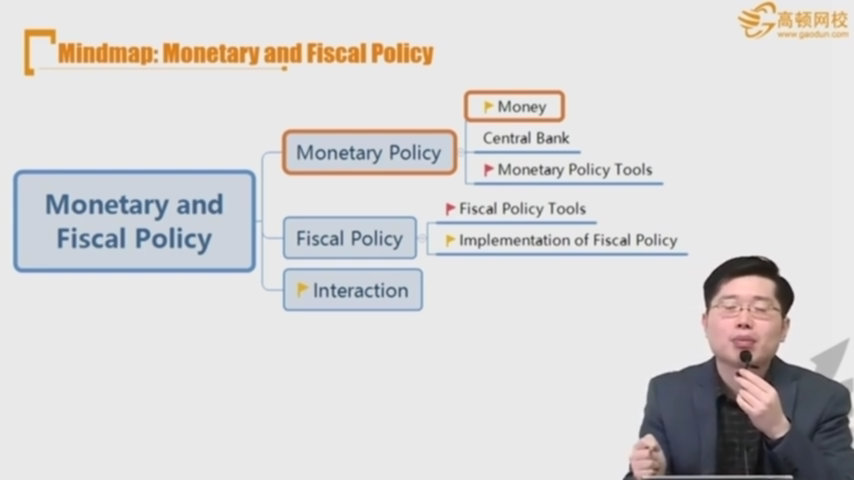 高顿网校
www.gaodun.com
Mindmap: Monetary and Fiscal Policy
Monetary and
Fiscal Policy
Monetary Policy
Money
Central Bank
Monetary Policy Tools
Fiscal Policy
Fiscal Policy Tools
Implementation of Fiscal Policy
Interaction